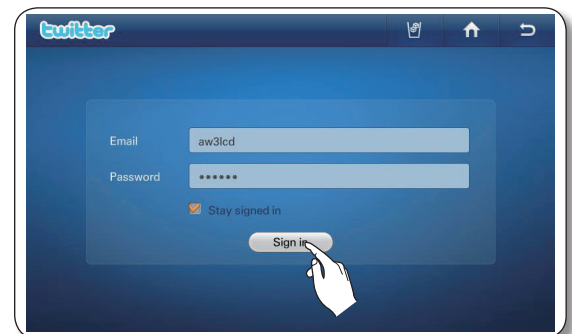 twitter
Email aw3lcd
Password ••••••
Stay signed in
Sign in